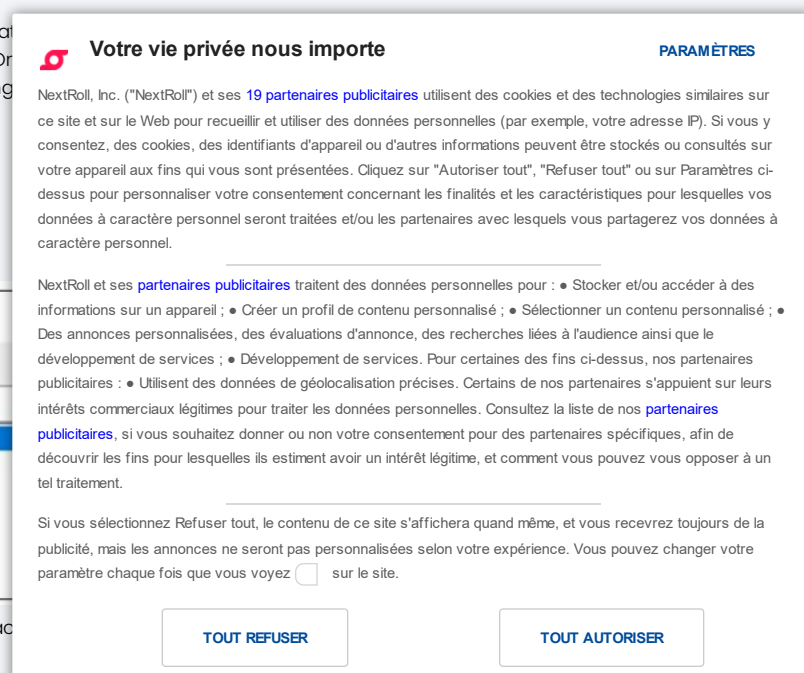 Votre vie privée nous importe
PARAMÈTRES
NextRoll, Inc. ("NextRoll") et ses 19 partenaires publicitaires utilisent des cookies et des technologies similaires sur
ce site et sur le Web pour recueillir et utiliser des données personnelles (par exemple, votre adresse IP). Si vous y
consentez, des cookies, des identifiants d'appareil ou d'autres informations peuvent être stockés ou consultés sur
votre appareil aux fins qui vous sont présentées. Cliquez sur "Autoriser tout", "Refuser tout" ou sur Paramètres ci-
dessus pour personnaliser votre consentement concernant les finalités et les caractéristiques pour lesquelles vos
données à caractère personnel seront traitées et/ou les partenaires avec lesquels vous partagerez vos données à
caractère personnel.
NextRoll et ses partenaires publicitaires traitent des données personnelles pour : ● Stocker et/ou accéder à des
informations sur un appareil ; ● Créer un profil de contenu personnalisé ; ● Sélectionner un contenu personnalisé ; ●
Des annonces personnalisées, des évaluations d'annonce, des recherches liées à l'audience ainsi que le
développement de services ; ● Développement de services. Pour certaines des fins ci-dessus, nos partenaires
publicitaires : ● Utilisent des données de géolocalisation précises. Certains de nos partenaires s'appuient sur leurs
intérêts commerciaux légitimes pour traiter les données personnelles. Consultez la liste de nos partenaires
publicitaires, si vous souhaitez donner ou non votre consentement pour des partenaires spécifiques, afin de
découvrir les fins pour lesquelles ils estiment avoir un intérêt légitime, et comment vous pouvez vous opposer à un
tel traitement.
Si vous sélectionnez Refuser tout, le contenu de ce site s'affichera quand même, et vous recevrez toujours de la
publicité, mais les annonces ne seront pas personnalisées selon votre expérience. Vous pouvez changer votre
paramètre chaque fois que vous voyez sur le site.
TOUT REFUSER
TOUT AUTORISER